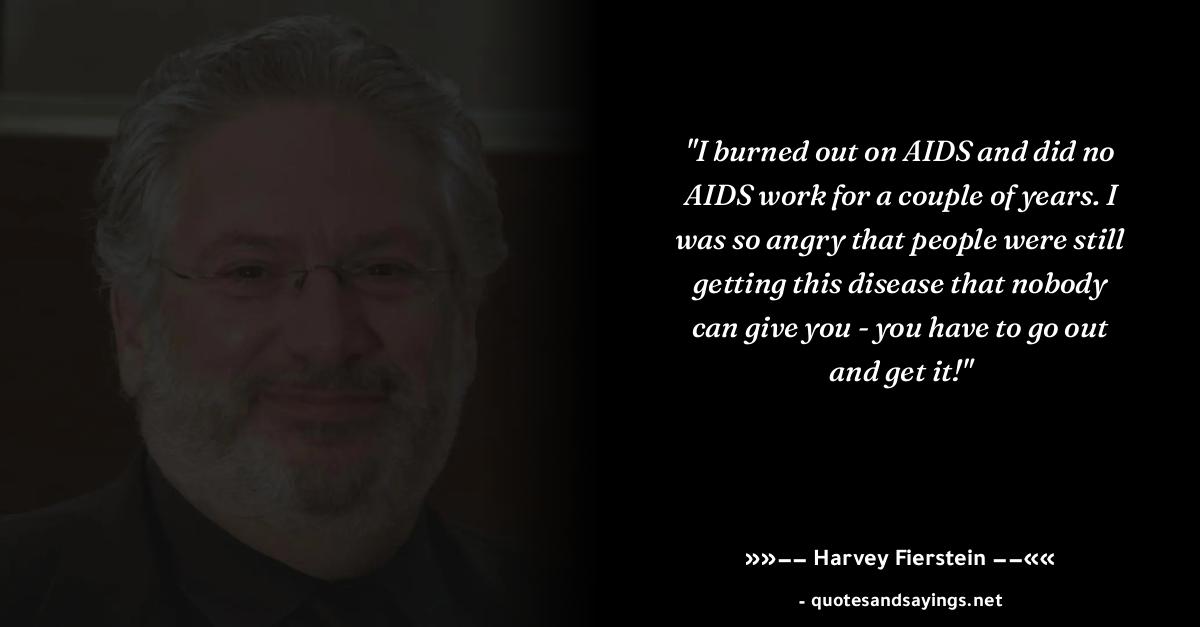 "I burned out on AIDS and did no
AIDS work for a couple of years. I
was so angry that people were still
getting this disease that nobody
can give you - you have to go out
and get it!"
»»—— Harvey Fierstein ——««
- quotesandsayings.net